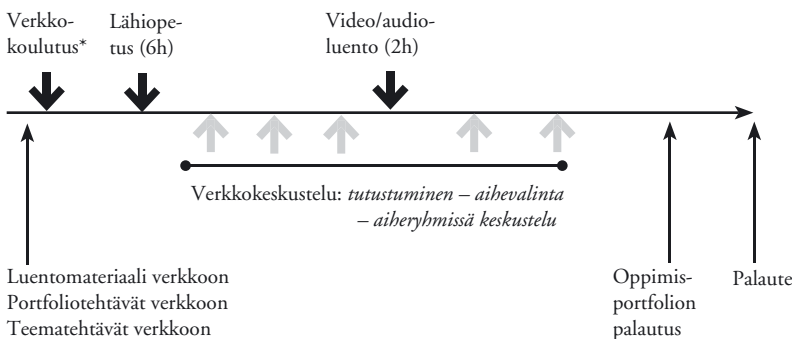 Verkko-
koulutus*
Lähiope-
tus (6h)
Video/audio-
luento (2h)
Verkkokeskustelu: tutustuminen – aihevalinta
– aiheryhmissä keskustelu
Luentomateriaali verkkoon
Portfoliotehtävät verkkoon
Teematehtävät verkkoon
Oppimis-
portfolion
palautus
Palaute